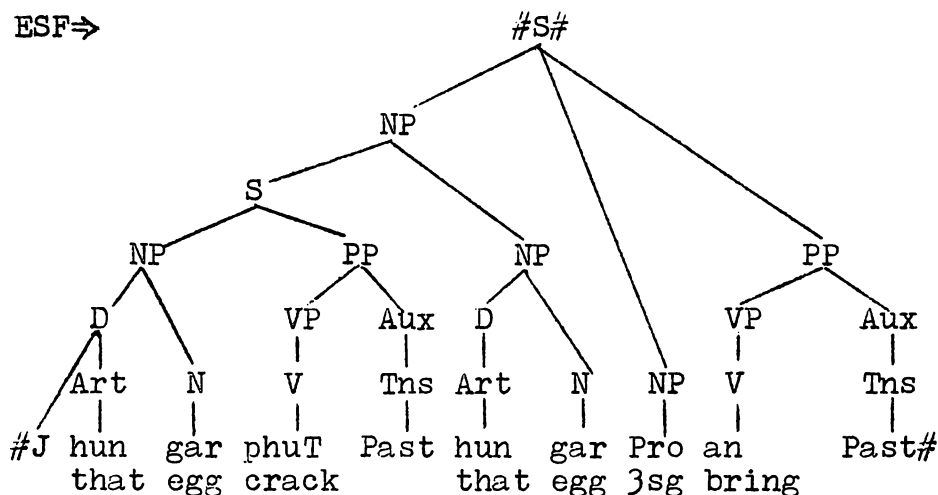 ESF⇒ #S#
NP
S
NP PP NP PP
D VP Aux D VP Aux
Art N V Tns Art N NP V Tns
#J hun gar phuT Past hun gar Pro an Past#
that egg crack that egg 3sg bring